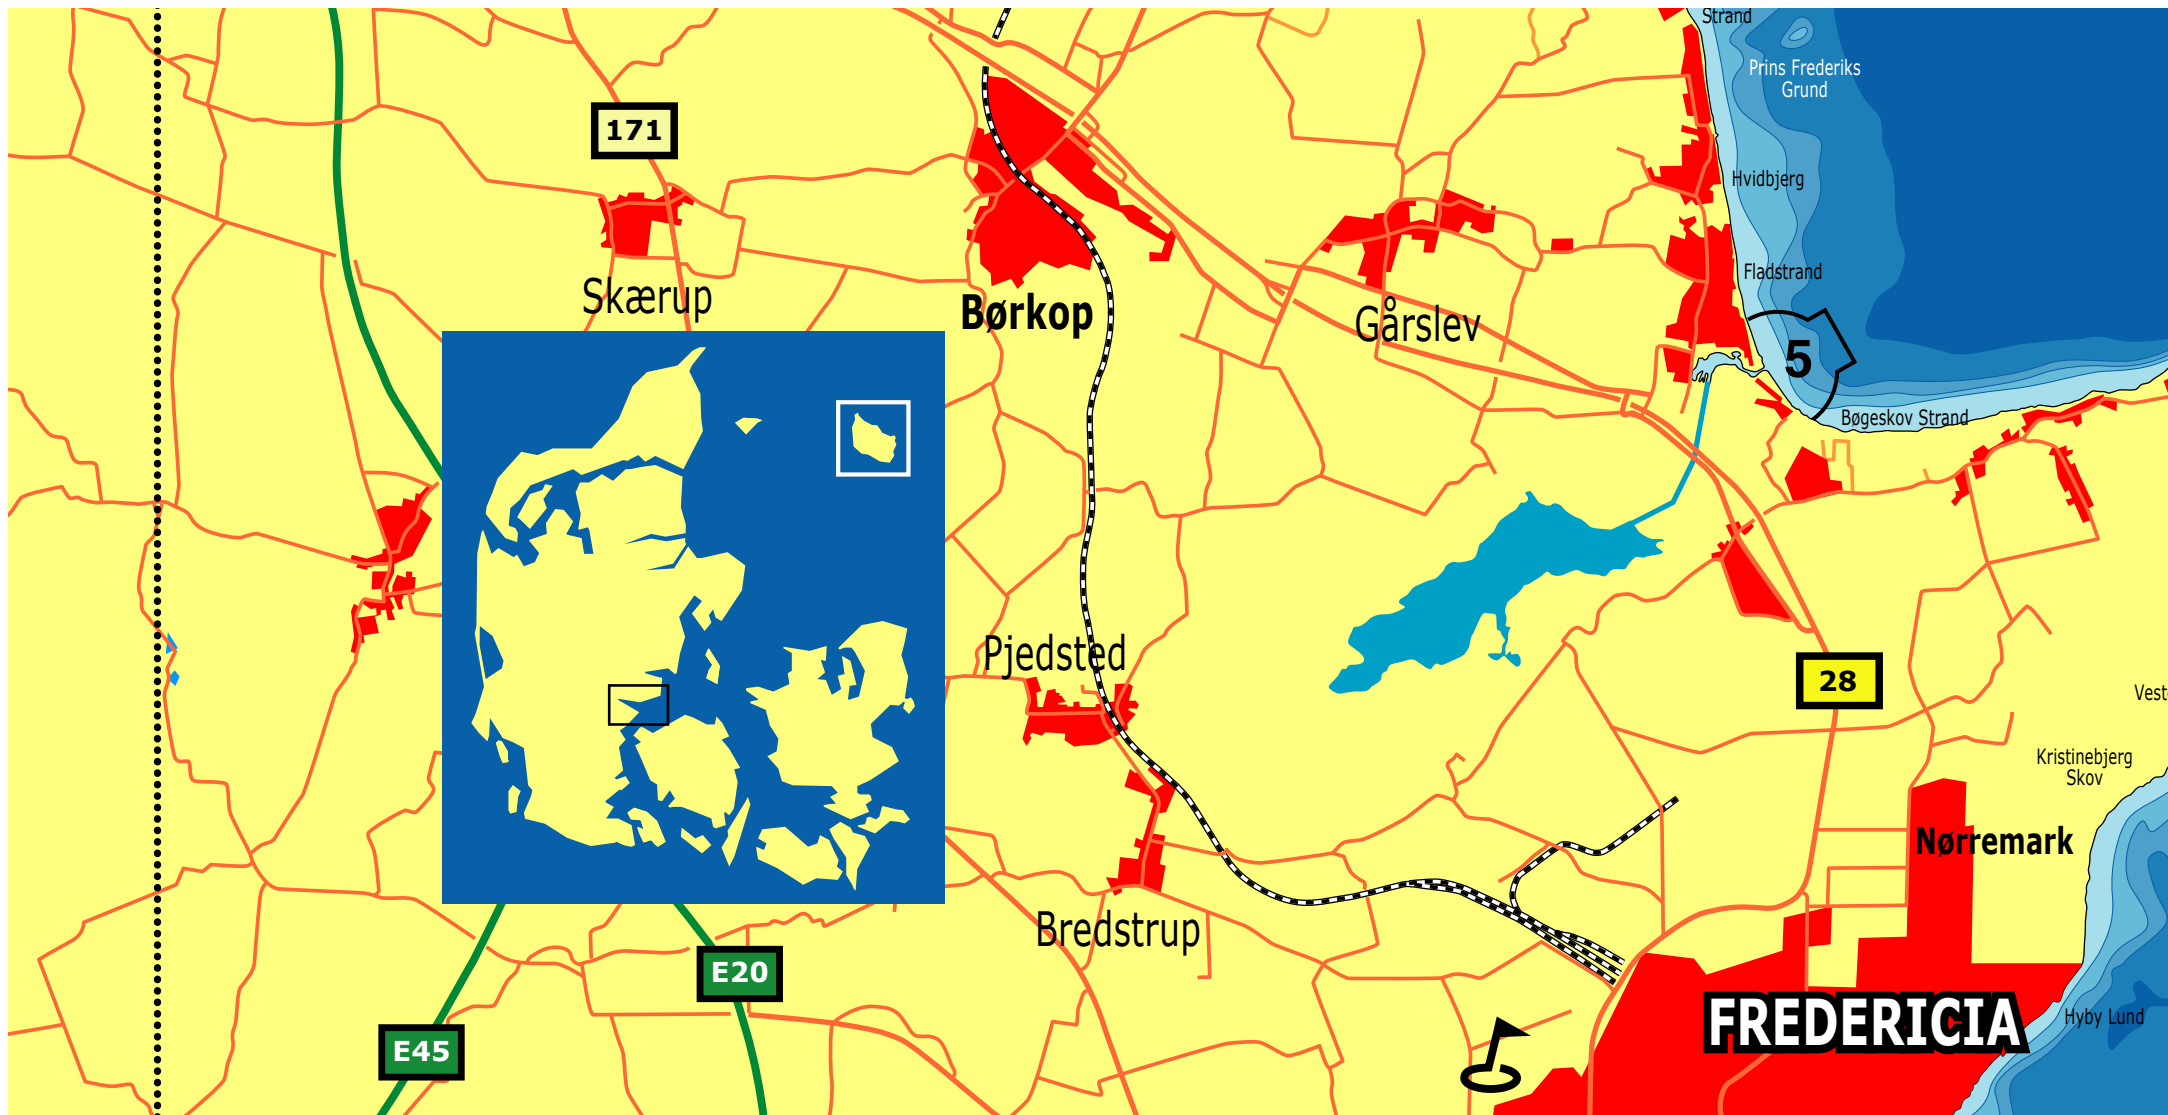 Strand
Prins Frederiks
Grund
171
Hvidbjerg
Fladstrand
Skærup
Børkop
Gårslev
5
Bøgeskov Strand
Pjedsted
28
Vest
Kristinebjerg
Skov
Nørremark
Bredstrup
E20
FREDERICIA
Hyby Lund
E45